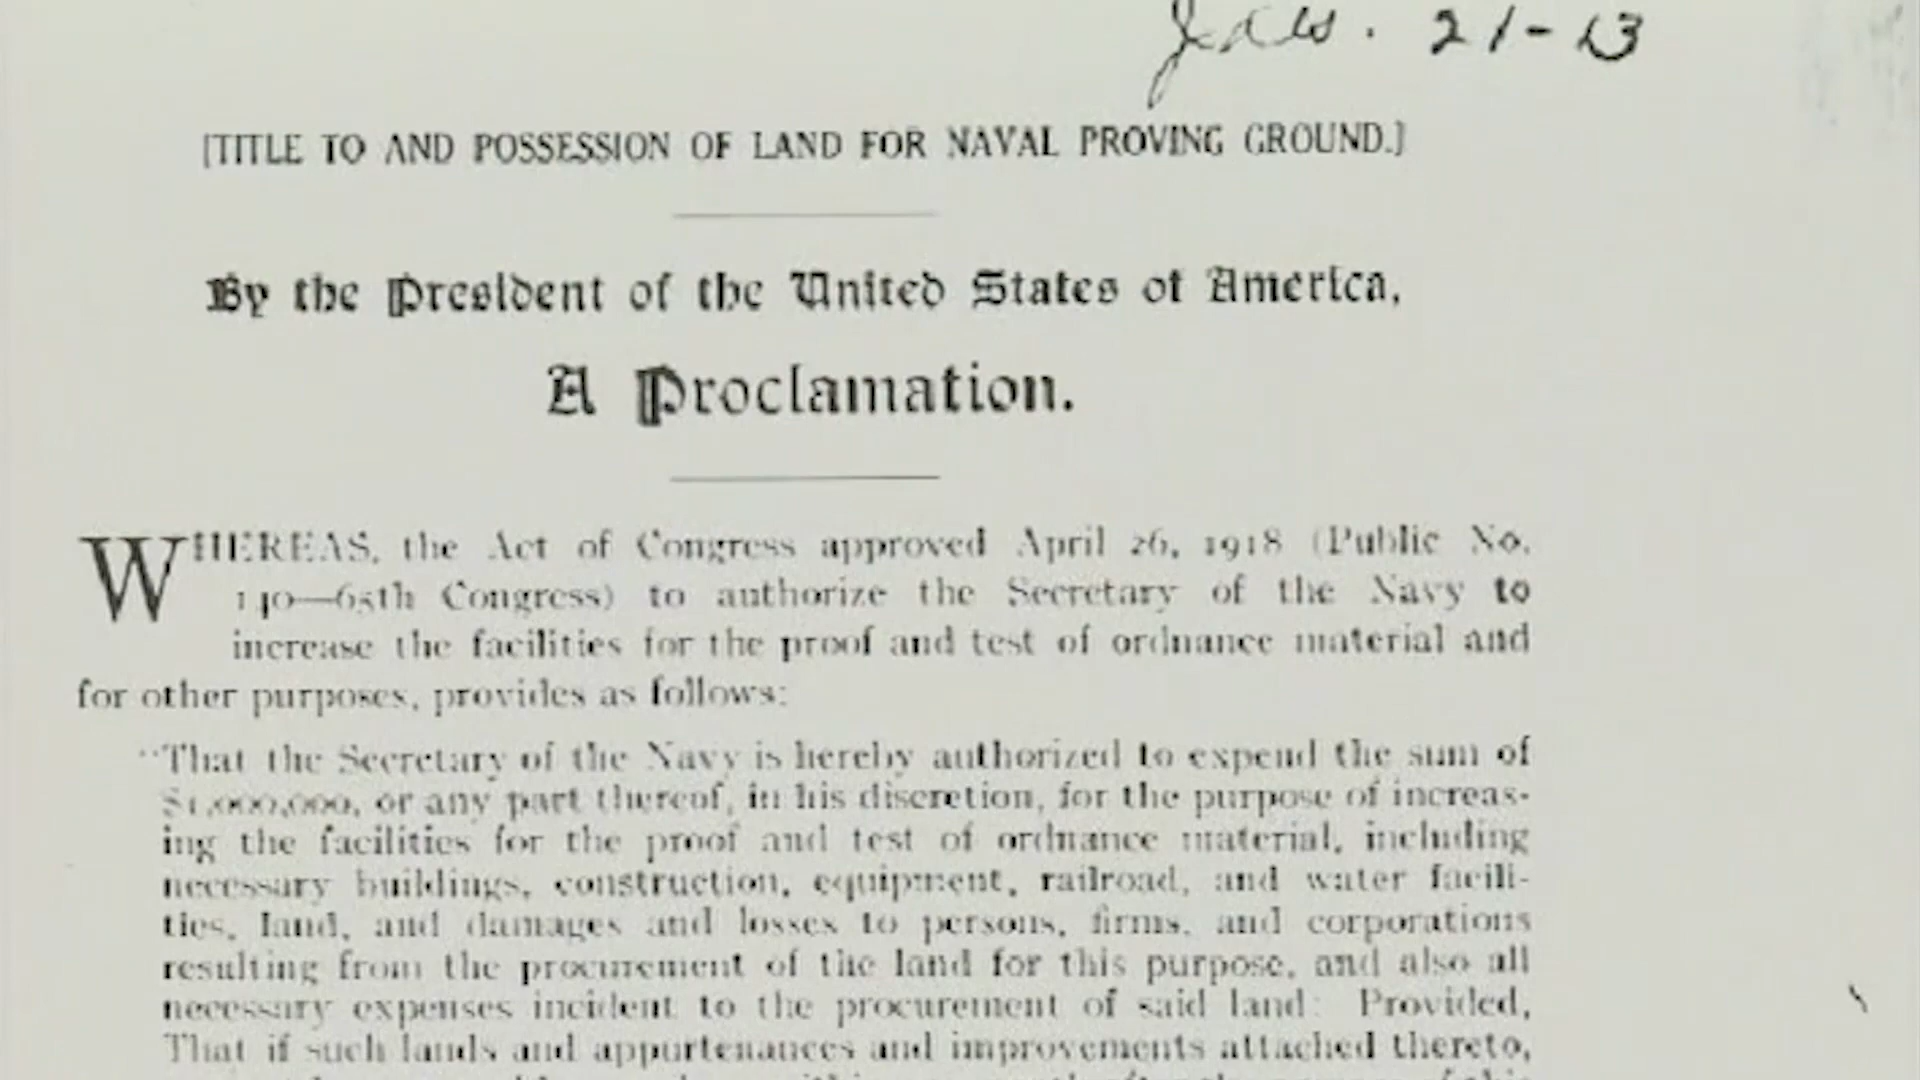 21-13
[TITLE TO AND POSSESSION OF LAND FOR NAVAL PROVING GROUND.]
By the President of the United States of America,
A Proclamation.
WHEREAS, the Act of Congress approved April 26, 1918 (Public No.
140—65th Congress) to authorize the Secretary of the Navy to
increase the facilities for the proof and test of ordnance material and
for other purposes, provides as follows:
"That the Secretary of the Navy is hereby authorized to expend the sum of
$1,000,000, or any part thereof, in his discretion, for the purpose of increas-
ing the facilities for the proof and test of ordnance material, including
necessary buildings, construction, equipment, railroad, and water facili-
ties, land, and damages and losses to persons, firms, and corporations
resulting from the procurement of the land for this purpose, and also all
necessary expenses incident to the procurement of said land: Provided,
That if such lands and appurtenances and improvements attached thereto,